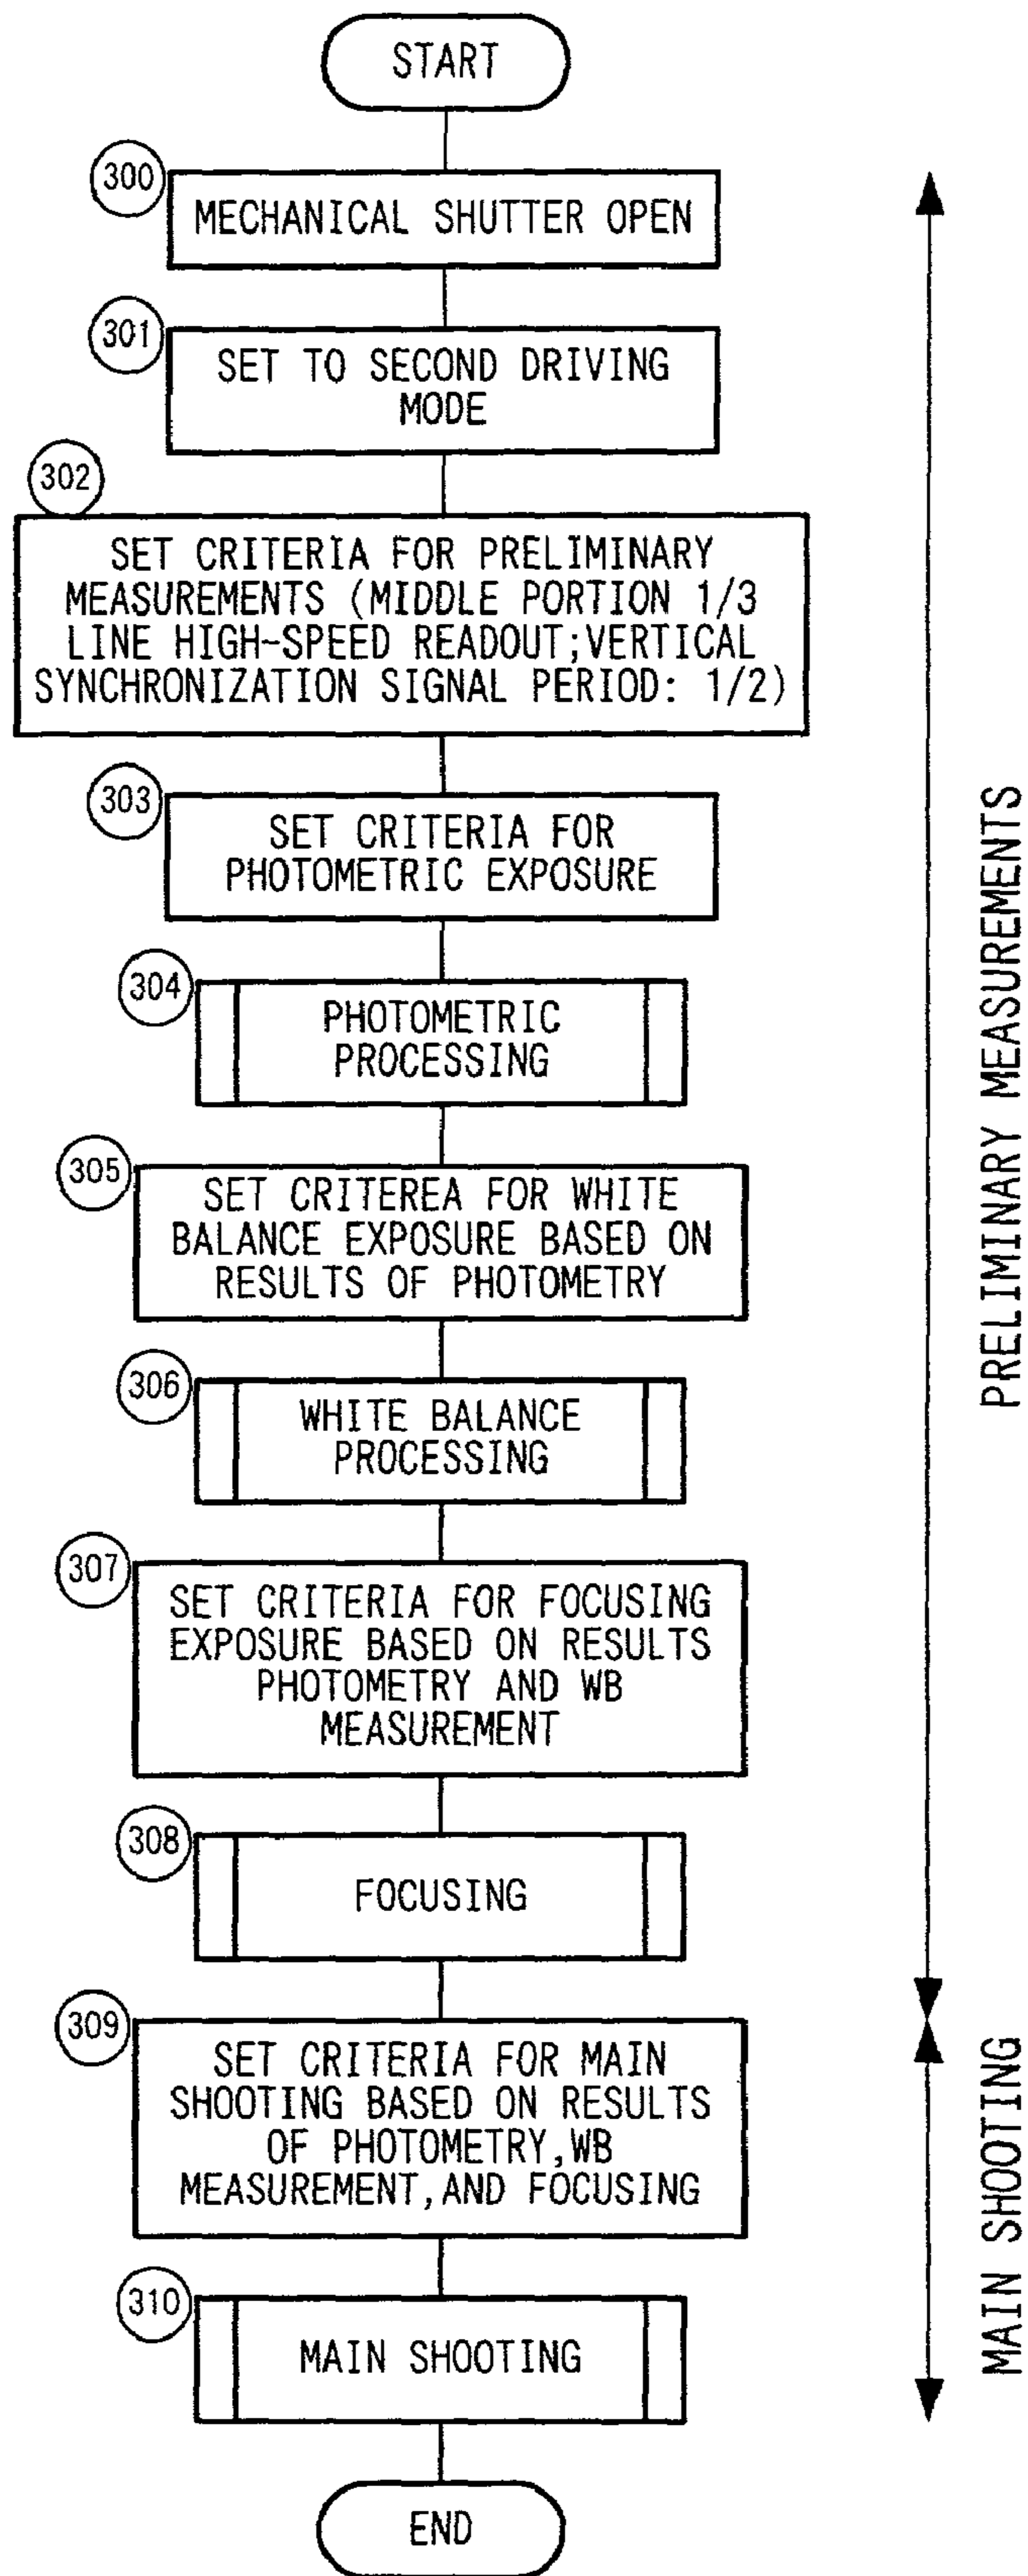 START
300
MECHANICAL SHUTTER OPEN
301
SET TO SECOND DRIVING
MODE
302
SET CRITERIA FOR PRELIMINARY
MEASUREMENTS (MIDDLE PORTION 1/3
LINE HIGH-SPEED READOUT;VERTICAL
SYNCHRONIZATION SIGNAL PERIOD: 1/2)
303
SET CRITERIA FOR
PHOTOMETRIC EXPOSURE
304
PHOTOMETRIC
PROCESSING
305
SET CRITEREA FOR WHITE
BALANCE EXPOSURE BASED ON
RESULTS OF PHOTOMETRY
306
WHITE BALANCE
PROCESSING
307
SET CRITERIA FOR FOCUSING
EXPOSURE BASED ON RESULTS
PHOTOMETRY AND WB
MEASUREMENT
308
FOCUSING
309
SET CRITERIA FOR MAIN
SHOOTING BASED ON RESULTS
OF PHOTOMETRY,WB
MEASUREMENT,AND FOCUSING
310
MAIN SHOOTING
END
PRELIMINARY MEASUREMENTS
MAIN SHOOTING